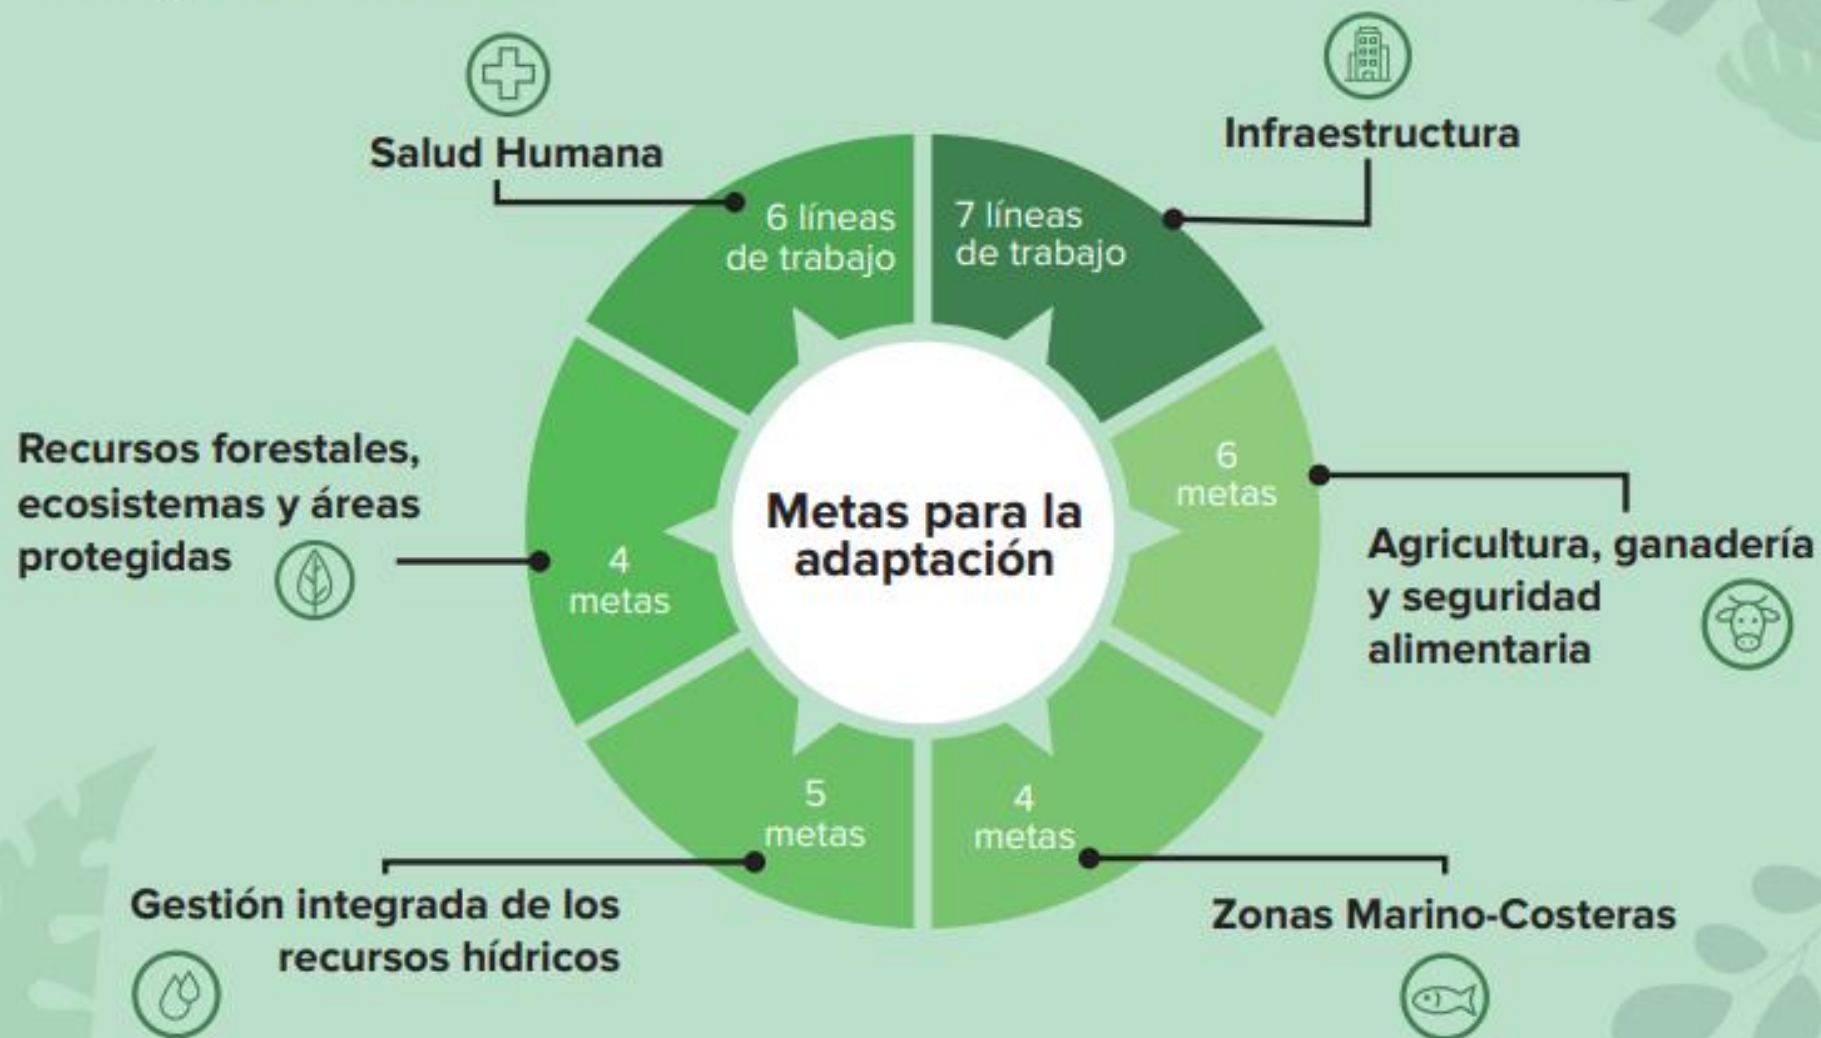 Salud Humana
6 líneas
de trabajo
Infraestructura
7 líneas
de trabajo
Recursos forestales,
ecosistemas y áreas
protegidas
4
metas
Metas para la
adaptación
6
metas
Agricultura, ganadería
y seguridad
alimentaria
5
metas
Gestión integrada de los
recursos hídricos
4
metas
Zonas Marino-Costeras